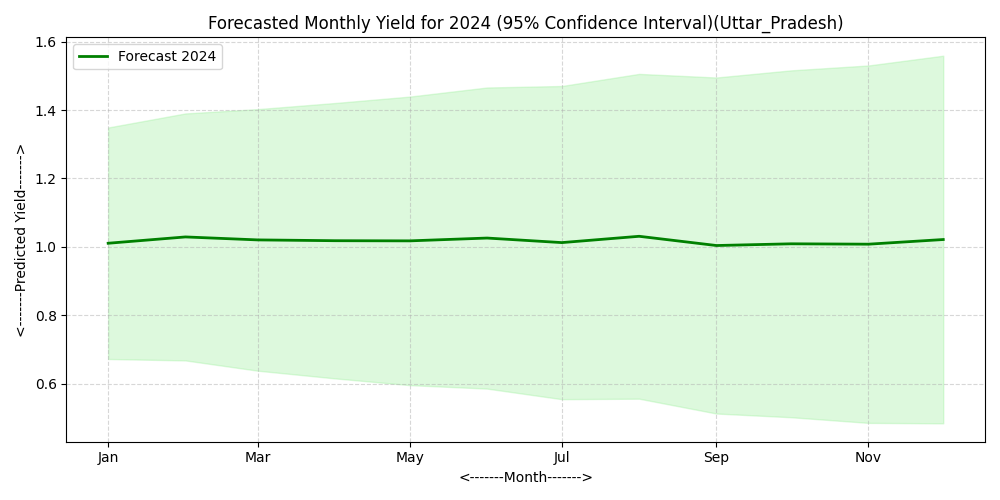 Forecasted Monthly Yield for 2024 (95% Confidence Interval)(Uttar_Pradesh)
Forecast 2024
<------Predicted Yield------>
1.6
1.4
1.2
1.0
0.8
0.6
Jan Mar May Jul Sep Nov
<-------Month------->